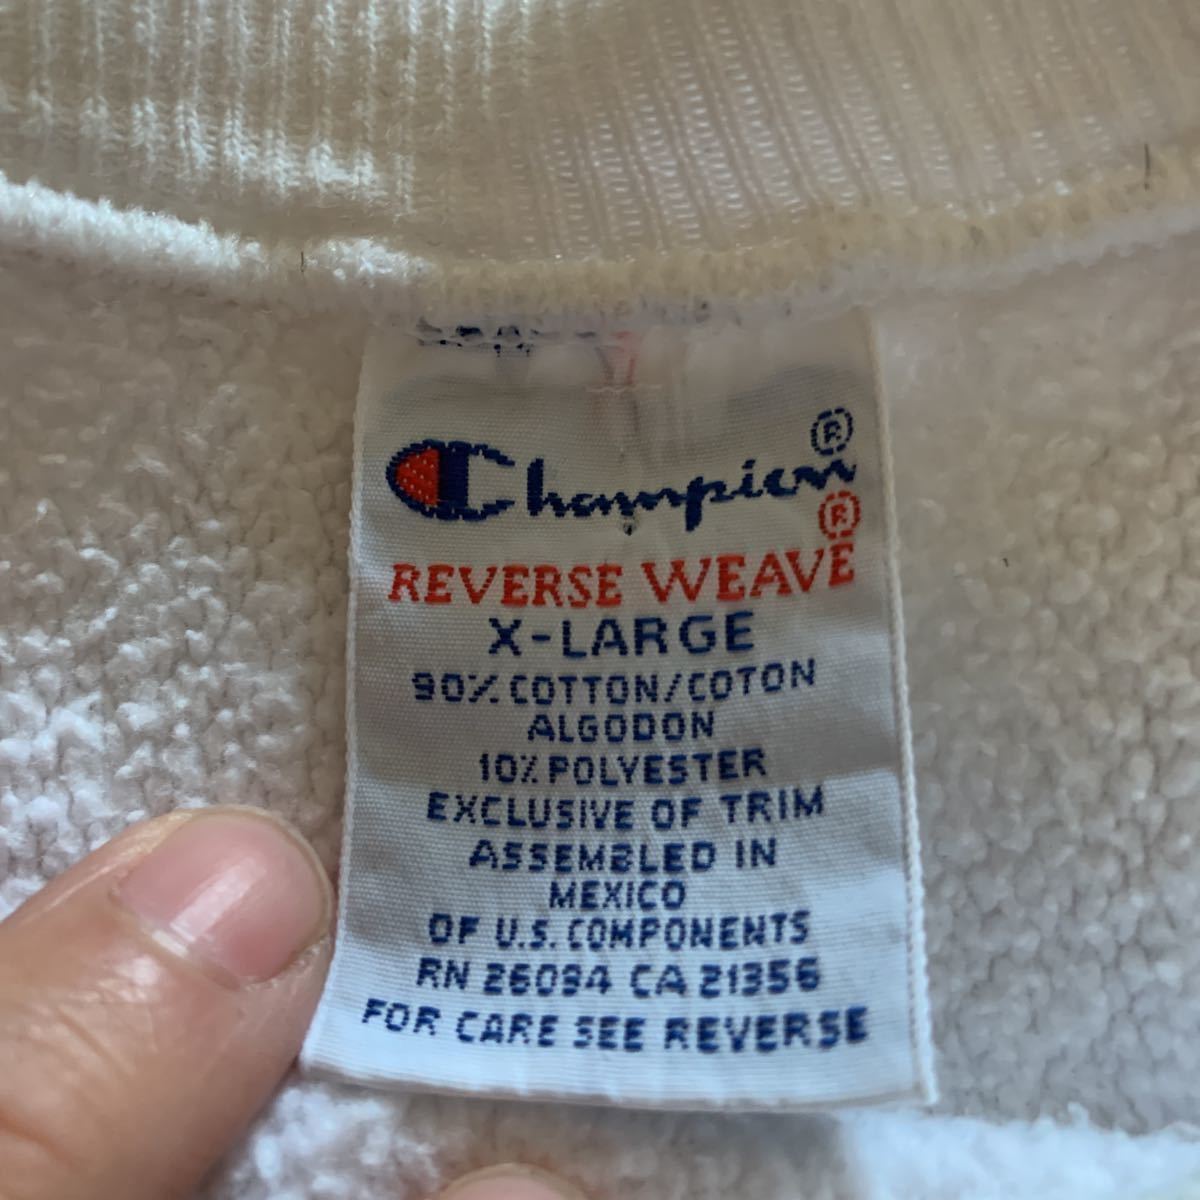 Champion ®
REVERSE WEAVE ®
X-LARGE
90% COTTON/COTON
ALGODON
10% POLYESTER
EXCLUSIVE OF TRIM
ASSEMBLED IN
MEXICO
OF U.S. COMPONENTS
RN 26094 CA 21356
FOR CARE SEE REVERSE